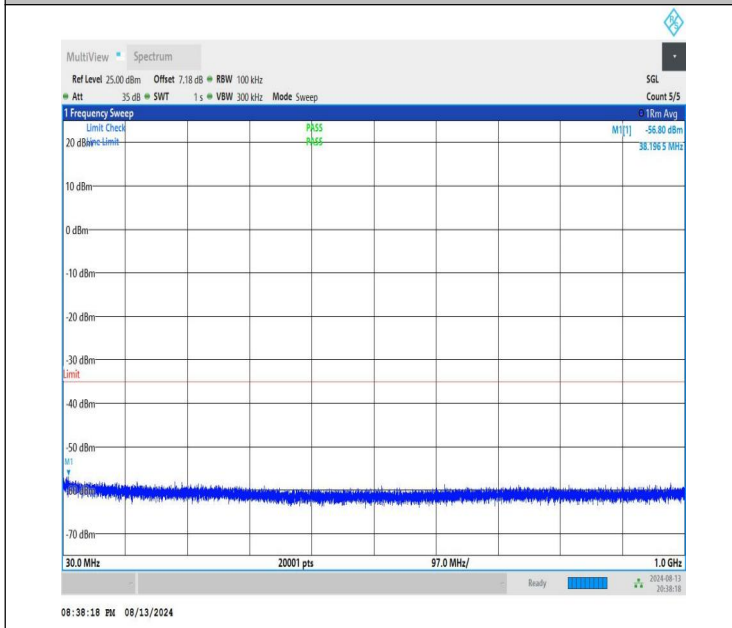 MultiView Spectrum
Ref Level 25.00 dBm Offset 7.18 dB RBW 100 kHz SGL
Att 35 dB SWT 1 s VBW 300 kHz Mode Sweep Count 5/5
1 Frequency Sweep 1Rm Avg
Limit Check PASS M1[1] -56.80 dBm
20 dBm Line Limit PASS 38.196 5 MHz
10 dBm
0 dBm
-10 dBm
-20 dBm
-30 dBm
Limit
-40 dBm
-50 dBm
M1
-60 dBm
-70 dBm
30.0 MHz 20001 pts 97.0 MHz/ 1.0 GHz
Ready 2024-08-13
20:38:18
08:38:18 PM 08/13/2024